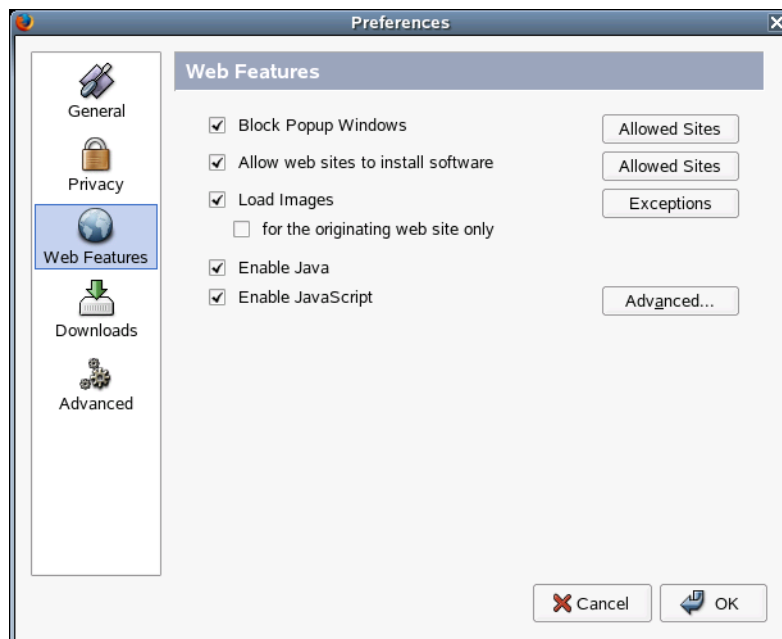 Preferences
General
Privacy
Web Features
Downloads
Advanced
Web Features
Block Popup Windows
Allowed Sites
Allow web sites to install software
Allowed Sites
Load Images
Exceptions
for the originating web site only
Enable Java
Enable JavaScript
Advanced...
Cancel
OK